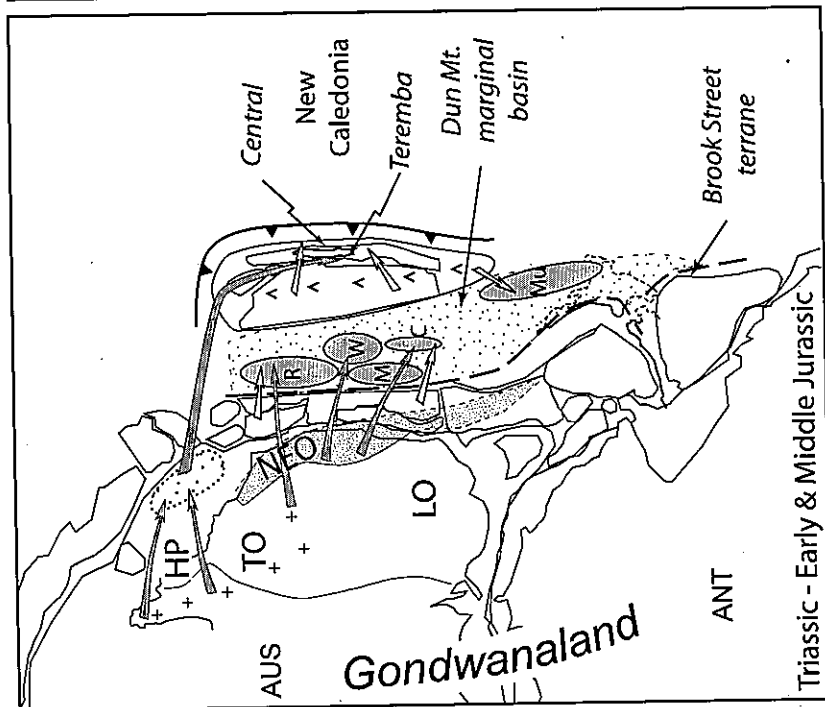 Central
New
Caledonia
Teremba
Dun Mt.
marginal
basin
Brook Street
terrane
R
W
M
C
Mu
NEO
HP
TO
LO
AUS
Gondwanaland
ANT
Triassic - Early & Middle Jurassic